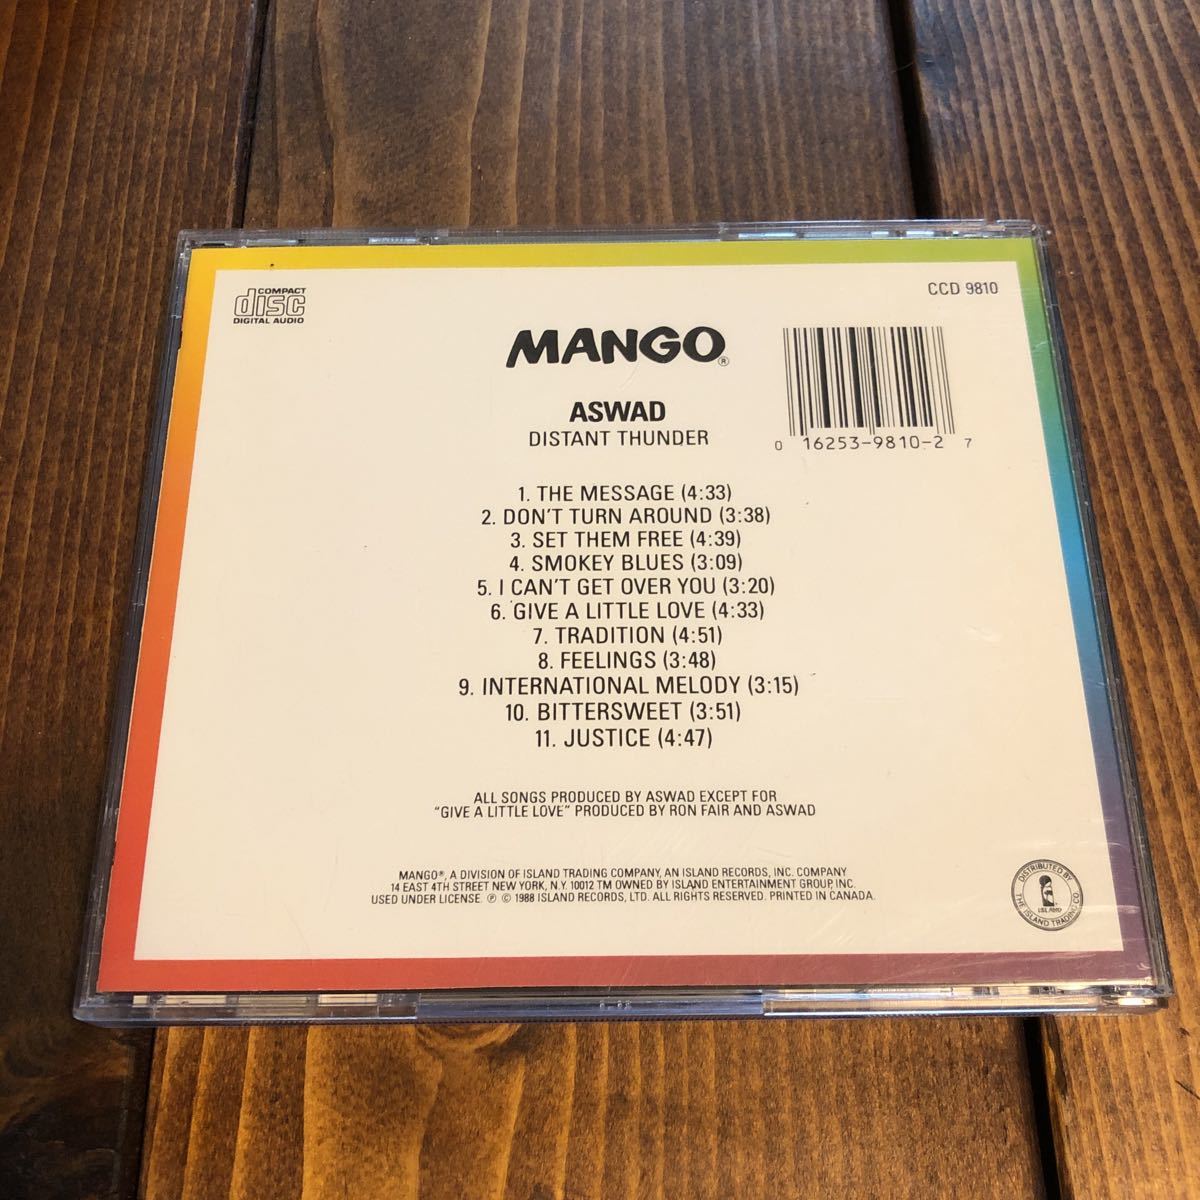 COMPACT
disc
DIGITAL AUDIO
CCD 9810
MANGO®
ASWAD
DISTANT THUNDER
0 16253-9810-2 7
1. THE MESSAGE (4:33)
2. DON'T TURN AROUND (3:38)
3. SET THEM FREE (4:39)
4. SMOKEY BLUES (3:09)
5. I CAN'T GET OVER YOU (3:20)
6. GIVE A LITTLE LOVE (4:33)
7. TRADITION (4:51)
8. FEELINGS (3:48)
9. INTERNATIONAL MELODY (3:15)
10. BITTERSWEET (3:51)
11. JUSTICE (4:47)
ALL SONGS PRODUCED BY ASWAD EXCEPT FOR
"GIVE A LITTLE LOVE" PRODUCED BY RON FAIR AND ASWAD
MANGO®, A DIVISION OF ISLAND TRADING COMPANY, AN ISLAND RECORDS, INC. COMPANY
14 EAST 4TH STREET NEW YORK, N.Y. 10012 TM OWNED BY ISLAND ENTERTAINMENT GROUP, INC.
USED UNDER LICENSE. ℗ © 1988 ISLAND RECORDS, LTD. ALL RIGHTS RESERVED. PRINTED IN CANADA.
DISTRIBUTED BY
ISLAND
THE ISLAND TRADING CO.